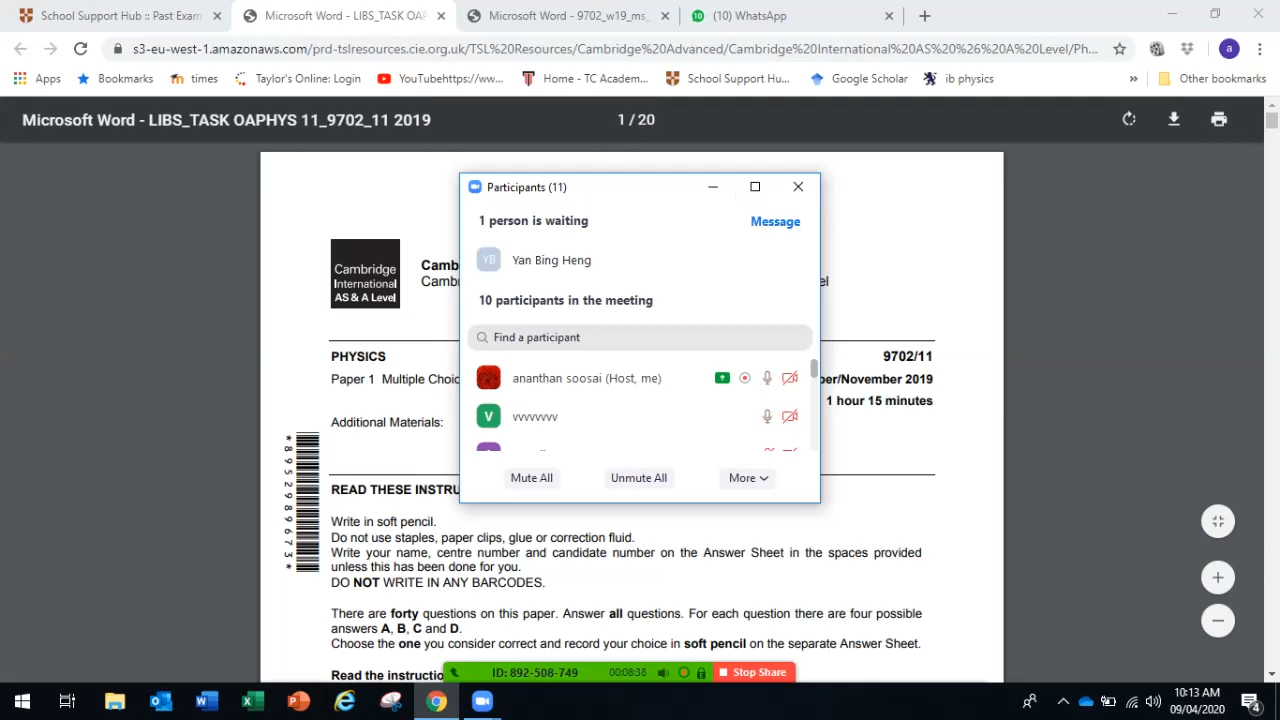 School Support Hub :: Past Exam
Microsoft Word - LIBS_TASK OAP
Microsoft Word - 9702_w19_ms_
(10) WhatsApp
s3-eu-west-1.amazonaws.com/prd-tslresources.cie.org.uk/TSL%20Resources/Cambridge%20Advanced/Cambridge%20International%20AS%20%26%20A%20Level/Ph...
a
Apps
Bookmarks
times
Taylor's Online: Login
YouTubehttps://ww...
Home - TC Academ...
School Support Hu...
Google Scholar
ib physics
»
Other bookmarks
Microsoft Word - LIBS_TASK OAPHYS 11_9702_11 2019
1 / 20
Participants (11)
1 person is waiting
Message
YB
Yan Bing Heng
10 participants in the meeting
Find a participant
ananthan soosai (Host, me)
V
vvvvvvvv
Mute All
Unmute All
More
Cambridge
International
AS & A Level
Camb
Cambr
el
PHYSICS
9702/11
Paper 1 Multiple Choic
ber/November 2019
1 hour 15 minutes
Additional Materials:
*8952989673*
READ THESE INSTRU
Write in soft pencil.
Do not use staples, paper clips, glue or correction fluid.
Write your name, centre number and candidate number on the Answer Sheet in the spaces provided
unless this has been done for you.
DO NOT WRITE IN ANY BARCODES.
There are forty questions on this paper. Answer all questions. For each question there are four possible
answers A, B, C and D.
Choose the one you consider correct and record your choice in soft pencil on the separate Answer Sheet.
Read the instructio
ID: 892-508-749
00:08:38
Stop Share
10:13 AM
09/04/2020
4